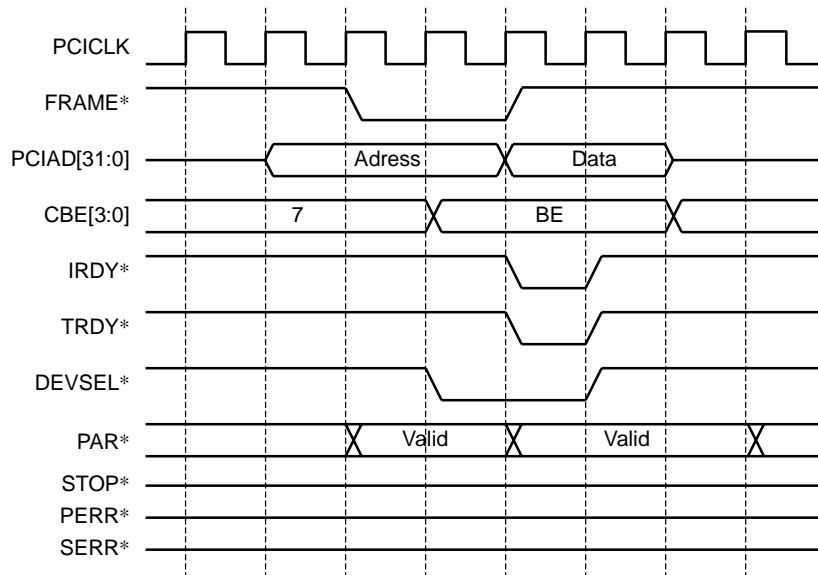 PCICLK
FRAME*
PCIAD[31:0] Adress Data
CBE[3:0] 7 BE
IRDY*
TRDY*
DEVSEL*
PAR* Valid Valid
STOP*
PERR*
SERR*